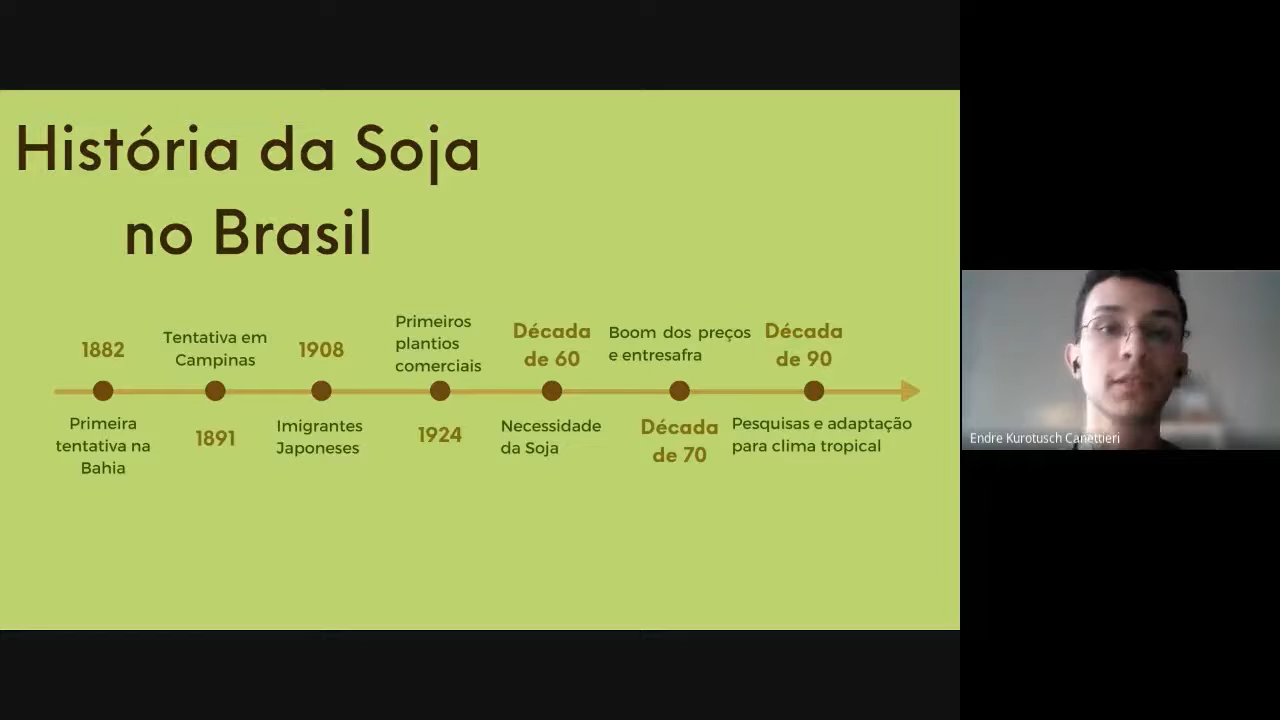 História da Soja
no Brasil
1882
Primeira
tentativa na
Bahia
Tentativa em
Campinas
1891
1908
Imigrantes
Japoneses
Primeiros
plantios
comerciais
1924
Década
de 60
Necessidade
da Soja
Boom dos preços
e entresafra
Década
de 70
Década
de 90
Pesquisas e adaptação
para clima tropical
Endre Kurotusch Canettieri